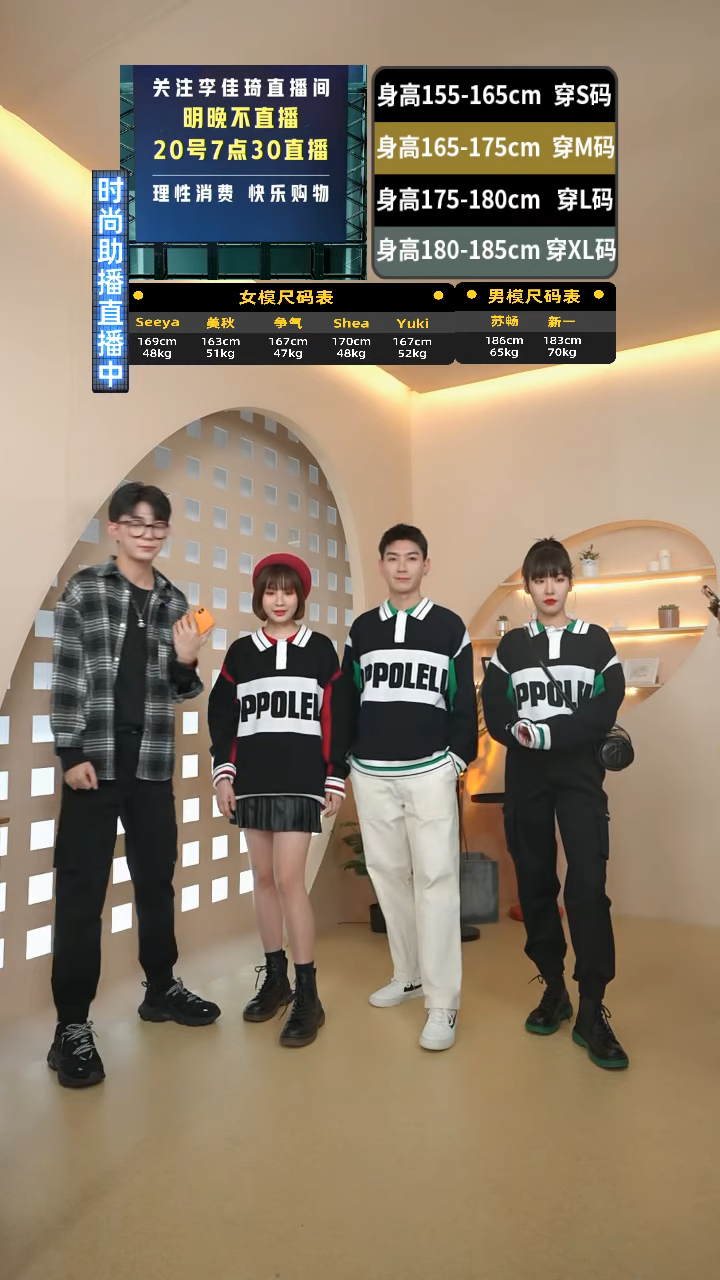 关注李佳琦直播间
明晚不直播
20号7点30直播
理性消费 快乐购物
身高155-165cm 穿S码
身高165-175cm 穿M码
身高175-180cm 穿L码
身高180-185cm 穿XL码
时尚助播直播中
女模尺码表
Seeya 美秋 争气 Shea Yuki
169cm 163cm 167cm 170cm 167cm
48kg 51kg 47kg 48kg 52kg
男模尺码表
苏畅 新一
186cm 183cm
65kg 70kg
PPOLEL
PPOLELL
PPOLL